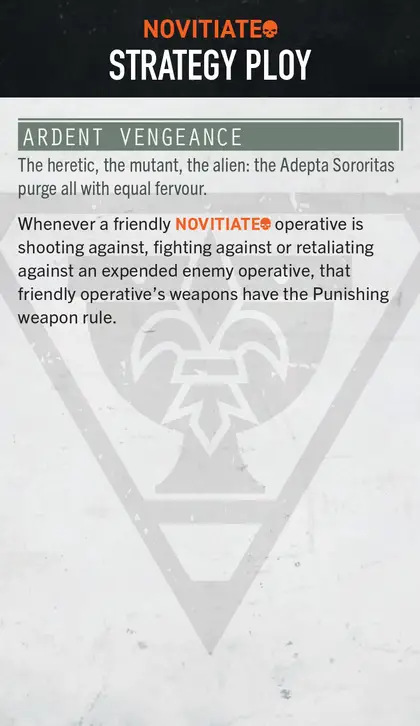 NOVITIATE
STRATEGY PLOY
ARDENT VENGEANCE
The heretic, the mutant, the alien: the Adepta Sororitas
purge all with equal fervour.
Whenever a friendly NOVITIATE operative is
shooting against, fighting against or retaliating
against an expended enemy operative, that
friendly operative’s weapons have the Punishing
weapon rule.